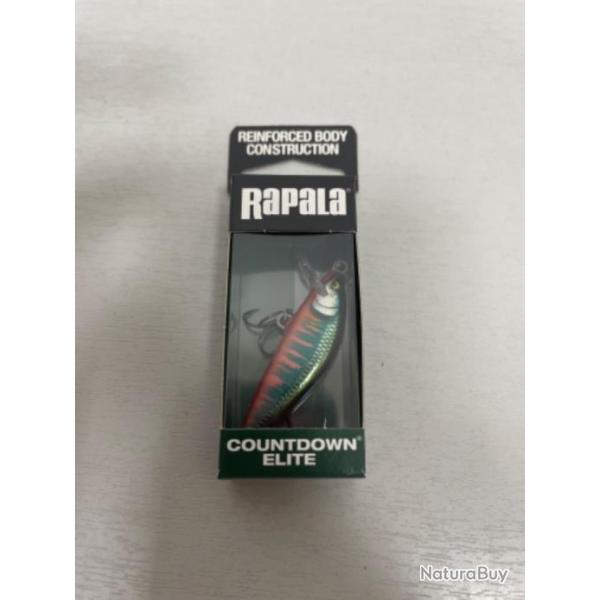 REINFORCED BODY
CONSTRUCTION
RAPALA®
COUNTDOWN®
ELITE
NaturaBuy